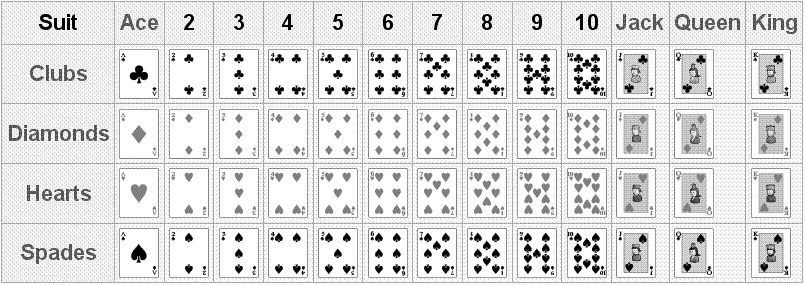 Suit Ace 2 3 4 5 6 7 8 9 10 Jack Queen King
Clubs
Diamonds
Hearts
Spades